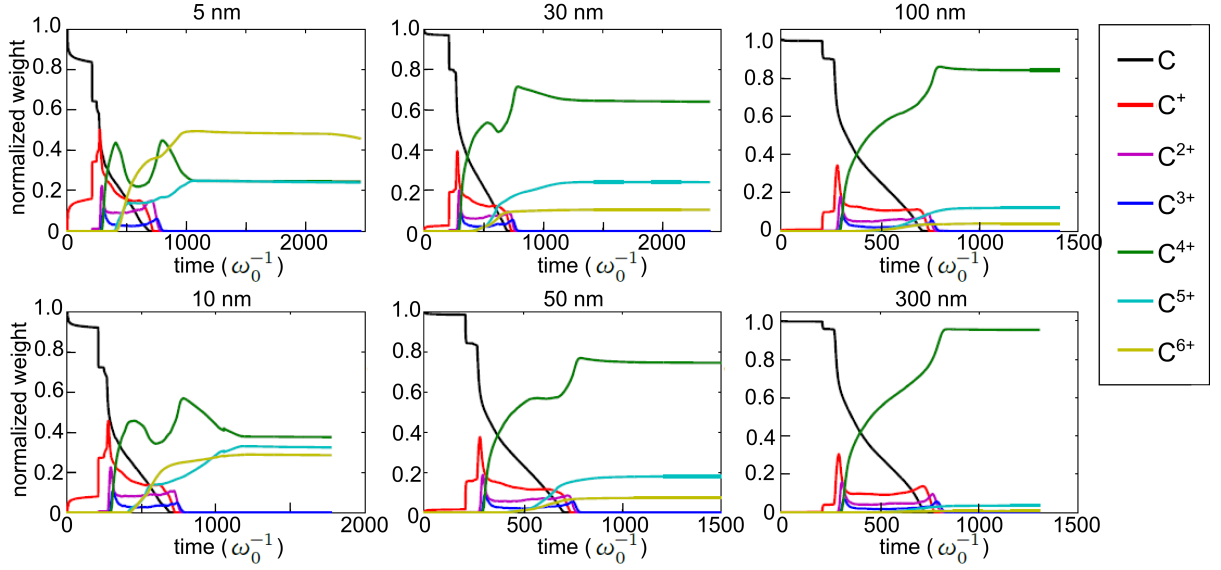 5 nm
30 nm
100 nm
normalized weight
1.0
0.8
0.6
0.4
0.2
0
0 1000 2000
time (ω₀⁻¹)
1.0
0.8
0.6
0.4
0.2
0
0 1000 2000
time (ω₀⁻¹)
1.0
0.8
0.6
0.4
0.2
0
0 500 1000 1500
time (ω₀⁻¹)
C
C⁺
C²⁺
C³⁺
C⁴⁺
C⁵⁺
C⁶⁺
10 nm
50 nm
300 nm
normalized weight
1.0
0.8
0.6
0.4
0.2
0
0 1000 2000
time (ω₀⁻¹)
1.0
0.8
0.6
0.4
0.2
0
0 500 1000 1500
time (ω₀⁻¹)
1.0
0.8
0.6
0.4
0.2
0
0 500 1000 1500
time (ω₀⁻¹)